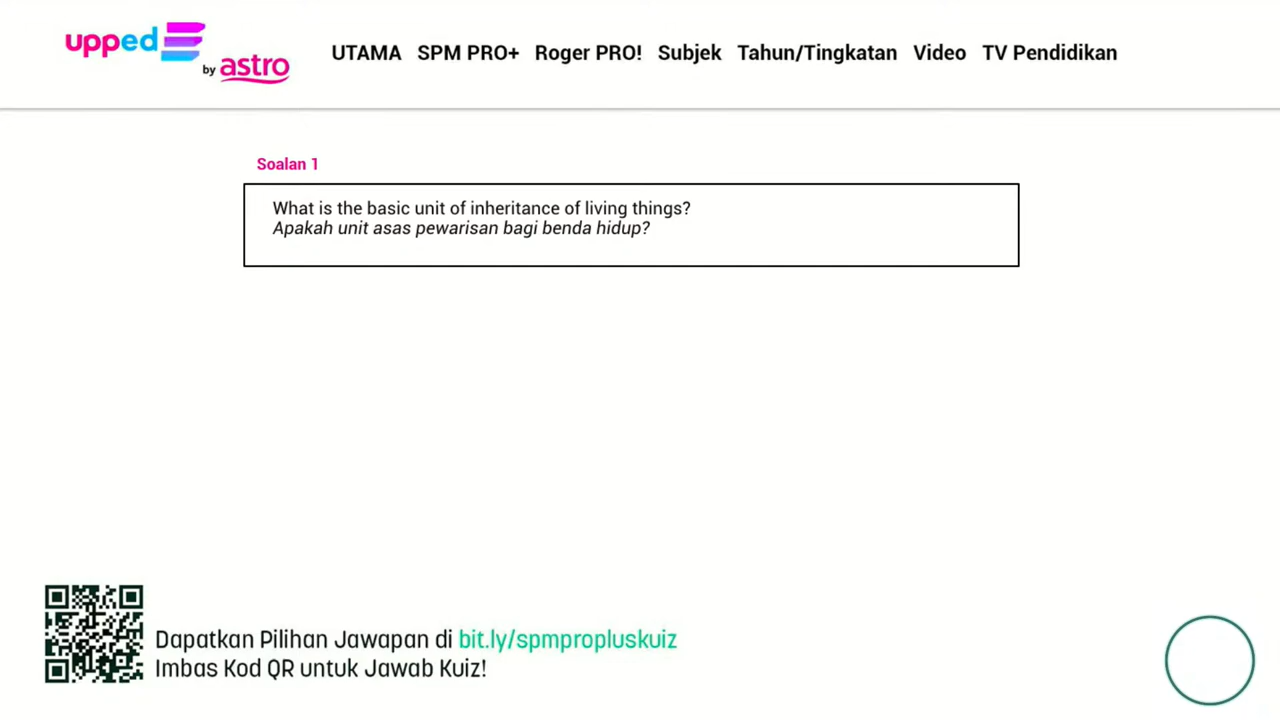 upped
by astro
UTAMA SPM PRO+ Roger PRO! Subjek Tahun/Tingkatan Video TV Pendidikan
Soalan 1
What is the basic unit of inheritance of living things?
Apakah unit asas pewarisan bagi benda hidup?
Dapatkan Pilihan Jawapan di bit.ly/spmpropluskuiz
Imbas Kod QR untuk Jawab Kuiz!